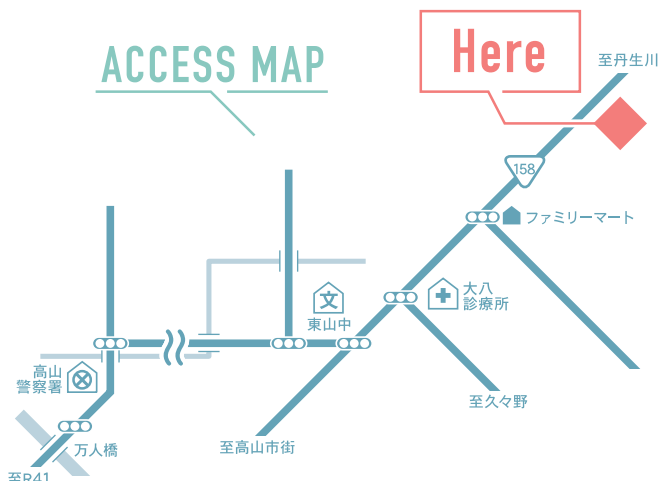 ACCESS MAP
Here
至丹生川
158
ファミリーマート
大八
診療所
文
東山中
高山
警察署
至久々野
万人橋
至高山市街
至R41